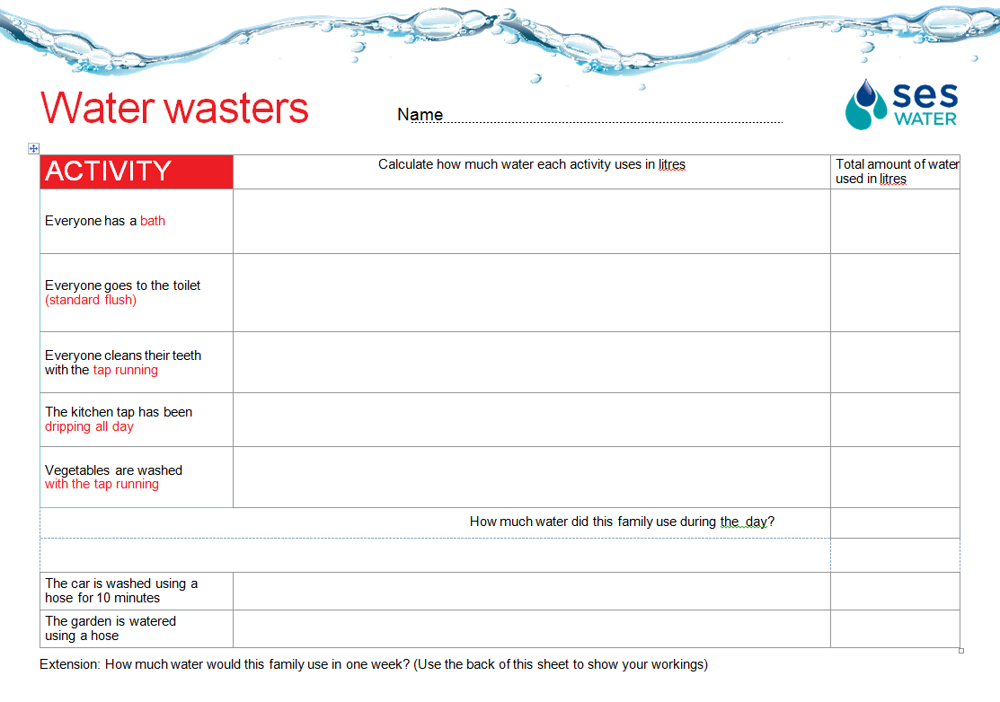 Water wasters
Name
ses
WATER
ACTIVITY
Calculate how much water each activity uses in litres
Total amount of water
used in litres
Everyone has a bath
Everyone goes to the toilet
(standard flush)
Everyone cleans their teeth
with the tap running
The kitchen tap has been
dripping all day
Vegetables are washed
with the tap running
How much water did this family use during the day?
The car is washed using a
hose for 10 minutes
The garden is watered
using a hose
Extension: How much water would this family use in one week? (Use the back of this sheet to show your workings)